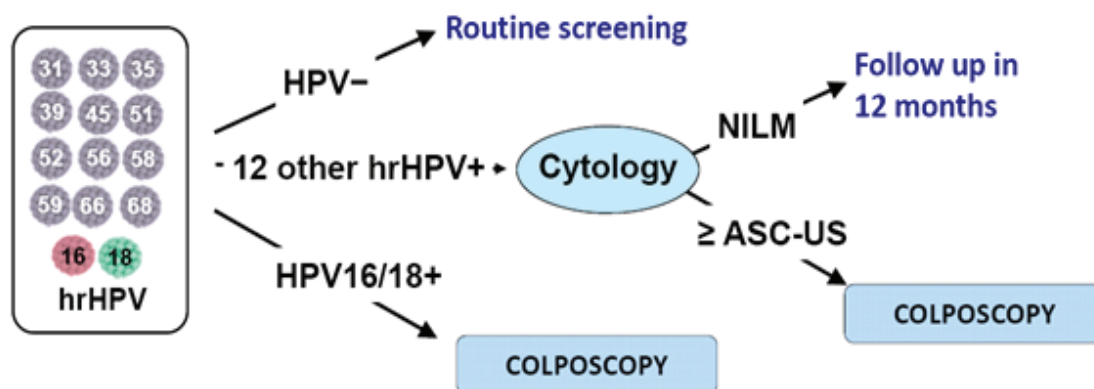 31 33 35
39 45 51
52 56 58
59 66 68
16 18
hrHPV
HPV−
Routine screening
- 12 other hrHPV+
Cytology
NILM
Follow up in
12 months
≥ ASC-US
COLPOSCOPY
HPV16/18+
COLPOSCOPY